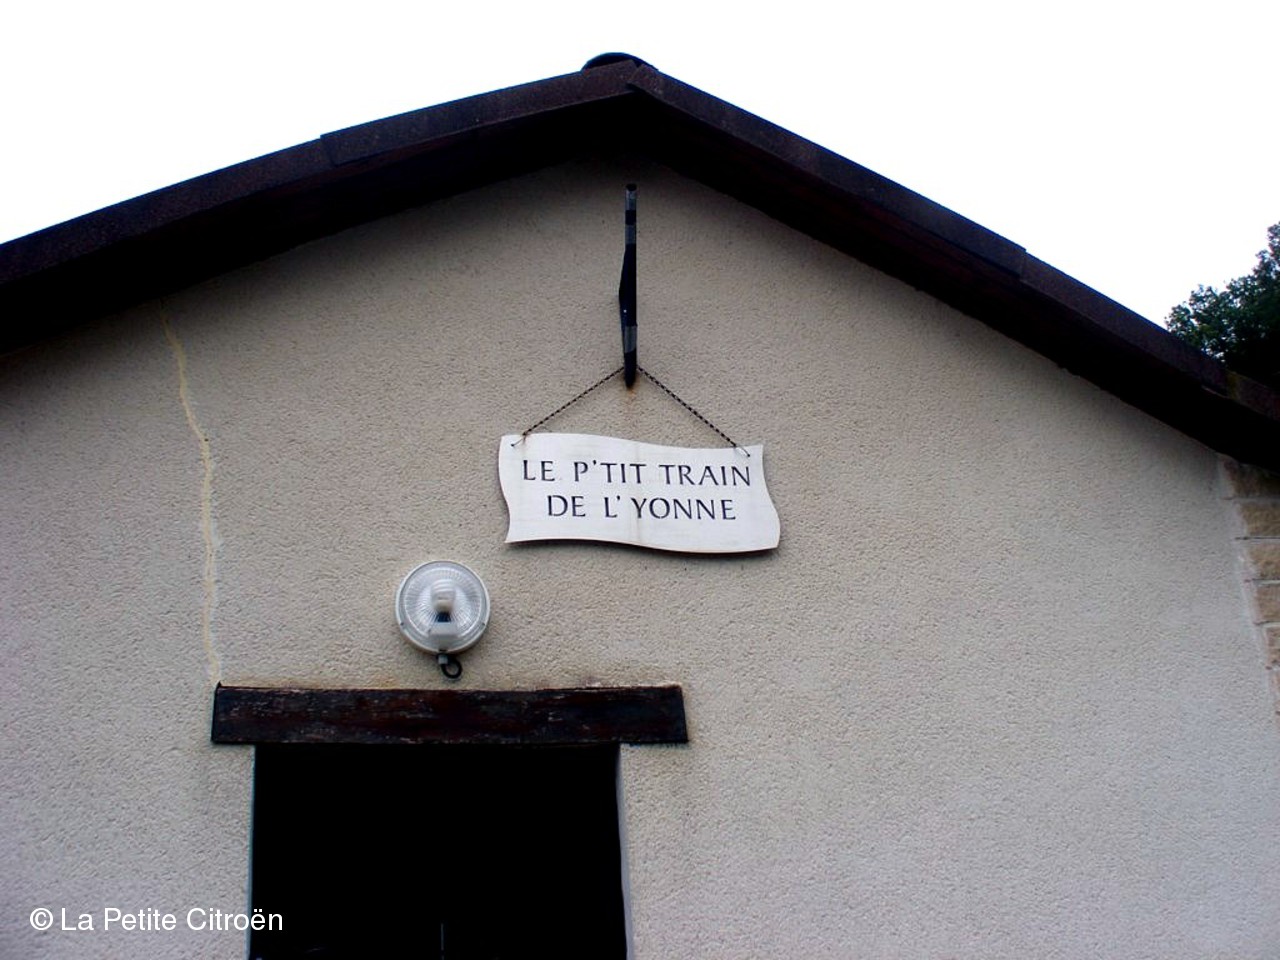 LE P'TIT TRAIN
DE L'YONNE
© La Petite Citroën